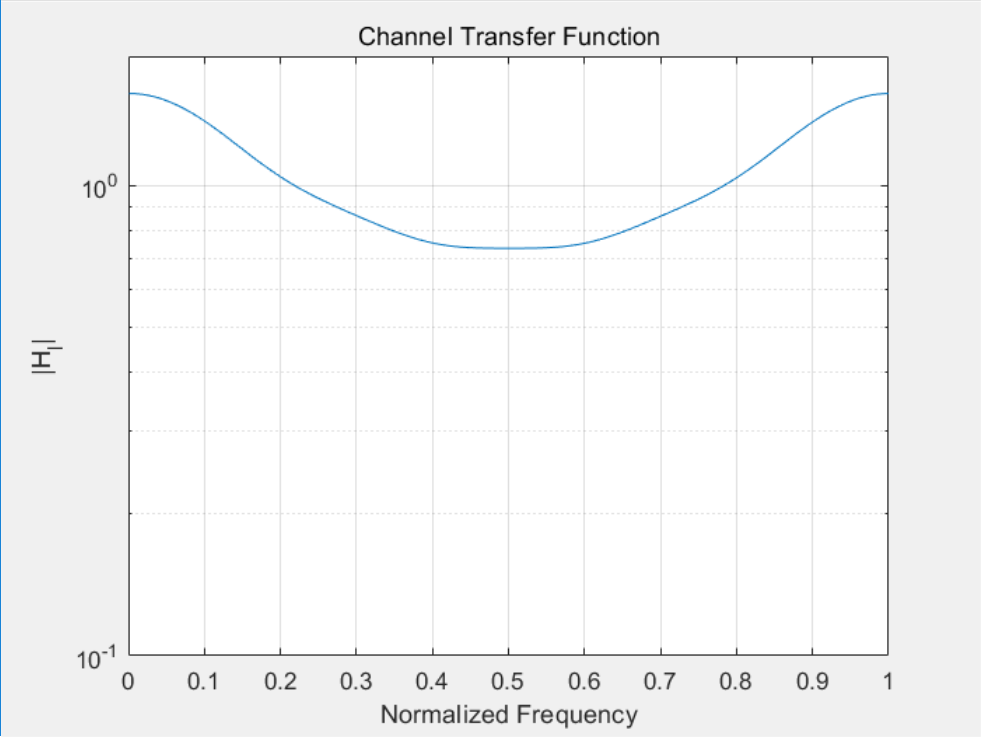 Channel Transfer Function
10^0
10^-1
|H_l|
0 0.1 0.2 0.3 0.4 0.5 0.6 0.7 0.8 0.9 1
Normalized Frequency